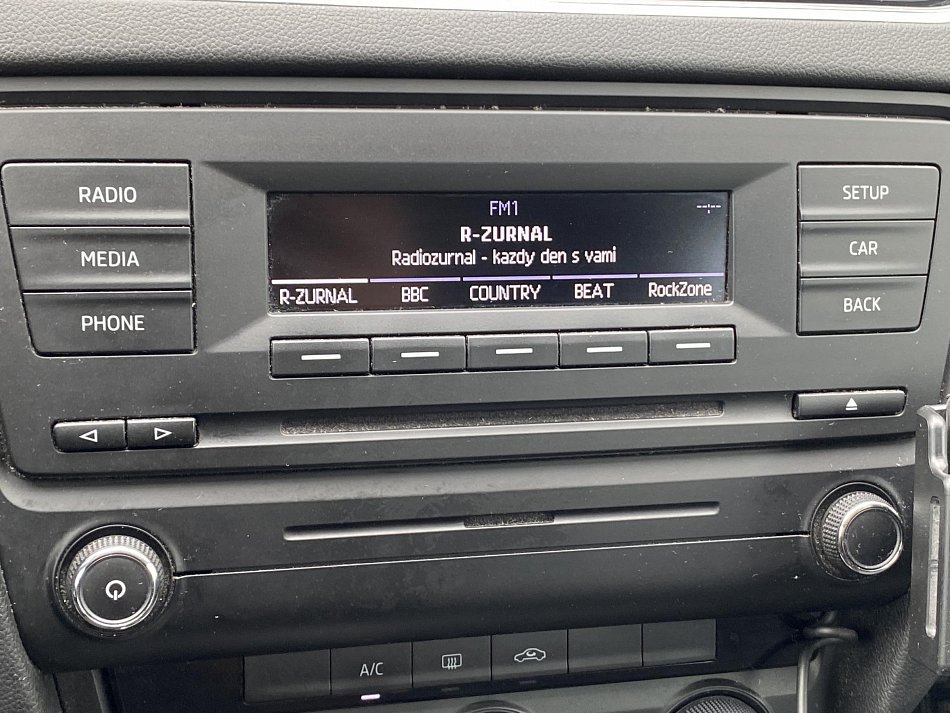 RADIO
MEDIA
PHONE
FM1
--:--
R-ZURNAL
Radiozurnal - kazdy den s vami
R-ZURNAL BBC COUNTRY BEAT RockZone
SETUP
CAR
BACK
A/C